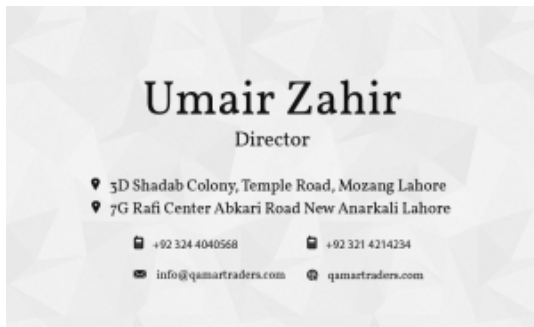 Umair Zahir
Director
3D Shadab Colony, Temple Road, Mozang Lahore
7G Rafi Center Abkari Road New Anarkali Lahore
+92 324 4040568 +92 321 4214234
info@qamartraders.com qamartraders.com